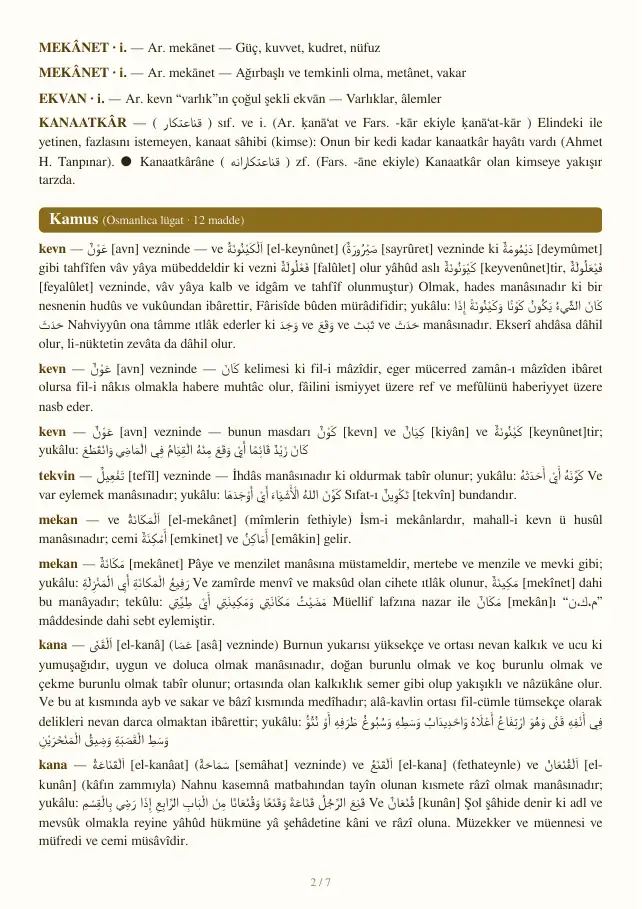 MEKÂNET · i. — Ar. mekānet — Güç, kuvvet, kudret, nüfuz
MEKÂNET · i. — Ar. mekānet — Ağırbaşlı ve temkinli olma, metânet, vakar
EKVAN · i. — Ar. kevn “varlık”ın çoğul şekli ekvān — Varlıklar, âlemler
KANAATKÂR — ( قناعتكار ) sıf. ve i. (Ar. ḳanā‘at ve Fars. -kār ekiyle ḳanā‘at-kār ) Elindeki ile
yetinen, fazlasını istemeyen, kanaat sâhibi (kimse): Onun bir kedi kadar kanaatkâr hayâtı vardı (Ahmet
H. Tanpınar). ● Kanaatkârâne ( قناعتكارانه ) zf. (Fars. -āne ekiyle) Kanaatkâr olan kimseye yakışır
tarzda.
Kamus (Osmanlıca lügat · 12 madde)
kevn — عَوْنٌ [avn] vezninde — ve اَلْكَيْنُونَةُ [el-keynûnet] (صَيْرُورَةٌ [sayrûret] vezninde ki دَيْمُومَةٌ [deymûmet]
gibi tahfîfen vâv yâya mübeddeldir ki vezni فَعْلُولَةٌ [falûlet] olur yâhûd aslı كَيْوَنُونَةٌ [keyvenûnet]tir, فَيْعَلُولَةٌ
[feyalûlet] vezninde, vâv yâya kalb ve idgâm ve tahfîf olunmuştur) Olmak, hades manâsınadır ki bir
nesnenin hudûs ve vukûundan ibârettir, Fârisîde bûden mürâdifidir; yukâlu: كَانَ الشَّيءُ يَكُونُ كَوْنًا وَكَيْنُونَةً إِذَا
حَدَثَ Nahviyyûn ona tâmme ıtlâk ederler ki وَجَدَ ve وَقَعَ ve ثَبَتَ ve حَدَثَ manâsınadır. Ekserî ahdâsa dâhil
olur, li-nüktetin zevâta da dâhil olur.
kevn — عَوْنٌ [avn] vezninde — كَانَ kelimesi ki fil-i mâzîdir, eger mücerred zamân-ı mâzîden ibâret
olursa fil-i nâkıs olmakla habere muhtâc olur, fâilini ismiyyet üzere ref ve mefûlünü haberiyyet üzere
nasb eder.
kevn — عَوْنٌ [avn] vezninde — bunun masdarı كَوْنٌ [kevn] ve كِيَانٌ [kiyân] ve كَيْنُونَةٌ [keynûnet]tir;
yukâlu: كَانَ زَيْدٌ قَائِمًا أَيْ وَقَعَ مِنْهُ الْقِيَامُ فِي الْمَاضِي وَانْقَطَعَ
tekvin — تَفْعِيلٌ [tefîl] vezninde — İhdâs manâsınadır ki oldurmak tabîr olunur; yukâlu: كَوَّنَهُ أَيْ أَحْدَثَهُ Ve
var eylemek manâsınadır; yukâlu: كَوَّنَ اللهُ الْأَشْيَاءَ أَيْ أَوْجَدَهَا Sıfat-ı تَكْوِينٌ [tekvîn] bundandır.
mekan — ve اَلْمَكَانَةُ [el-mekânet] (mîmlerin fethiyle) İsm-i mekânlardır, mahall-i kevn ü husûl
manâsınadır; cemi أَمْكِنَةٌ [emkinet] ve أَمَاكِنُ [emâkin] gelir.
mekan — مَكَانَةٌ [mekânet] Pâye ve menzilet manâsına müstameldir, mertebe ve menzile ve mevki gibi;
yukâlu: رَفِيعُ الْمَكَانَةِ أَيِ الْمَنْزِلَةِ Ve zamîrde menvî ve maksûd olan cihete ıtlâk olunur, مَكِينَةٌ [mekînet] dahi
bu manâyadır; tekûlu: مَضَيْتُ مَكَانَتِي وَمَكِينَتِي أَيْ طِيَّتِي Müellif lafzına nazar ile مَكَانٌ [mekân]ı “م،ك،ن”
mâddesinde dahi sebt eylemiştir.
kana — اَلْقَنَى [el-kanâ] (عَصَا [asâ] vezninde) Burnun yukarısı yüksekçe ve ortası nevan kalkık ve ucu ki
yumuşağıdır, uygun ve doluca olmak manâsınadır, doğan burunlu olmak ve koç burunlu olmak ve
çekme burunlu olmak tabîr olunur; ortasında olan kalkıklık semer gibi olup yakışıklı ve nâzükâne olur.
Ve bu at kısmında ayb ve sakar ve bâzî kısmında medîhadır; alâ-kavlin ortası fil-cümle tümsekçe olarak
delikleri nevan darca olmaktan ibârettir; yukâlu: فِي أَنْفِهِ قَنًى وَهُوَ ارْتِفَاعُ أَعْلَاهُ وَاحْدِيدَابُ وَسَطِهِ وَسُبُوغُ طَرَفِهِ أَوْ نُتُوُّ
وَسَطِ الْقَصَبَةِ وَضِيقُ الْمَنْخَرَيْنِ
kana — اَلْقَنَاعَةُ [el-kanâat] (سَمَاحَةٌ [semâhat] vezninde) ve اَلْقَنَعُ [el-kana] (fethateynle) ve اَلْقُنْعَانُ [el-
kunân] (kâfın zammıyla) Nahnu kasemnâ matbahından tayîn olunan kısmete râzî olmak manâsınadır;
yukâlu: قَنِعَ الرَّجُلُ قَنَاعَةً وَقَنَعًا وَقُنْعَانًا مِنَ الْبَابِ الرَّابِعِ إِذَا رَضِيَ بِالْقِسْمِ Ve قُنْعَانٌ [kunân] Şol şâhide denir ki adl ve
mevsûk olmakla reyine yâhûd hükmüne yâ şehâdetine kâni ve râzî oluna. Müzekker ve müennesi ve
müfredi ve cemi müsâvîdir.
2 / 7